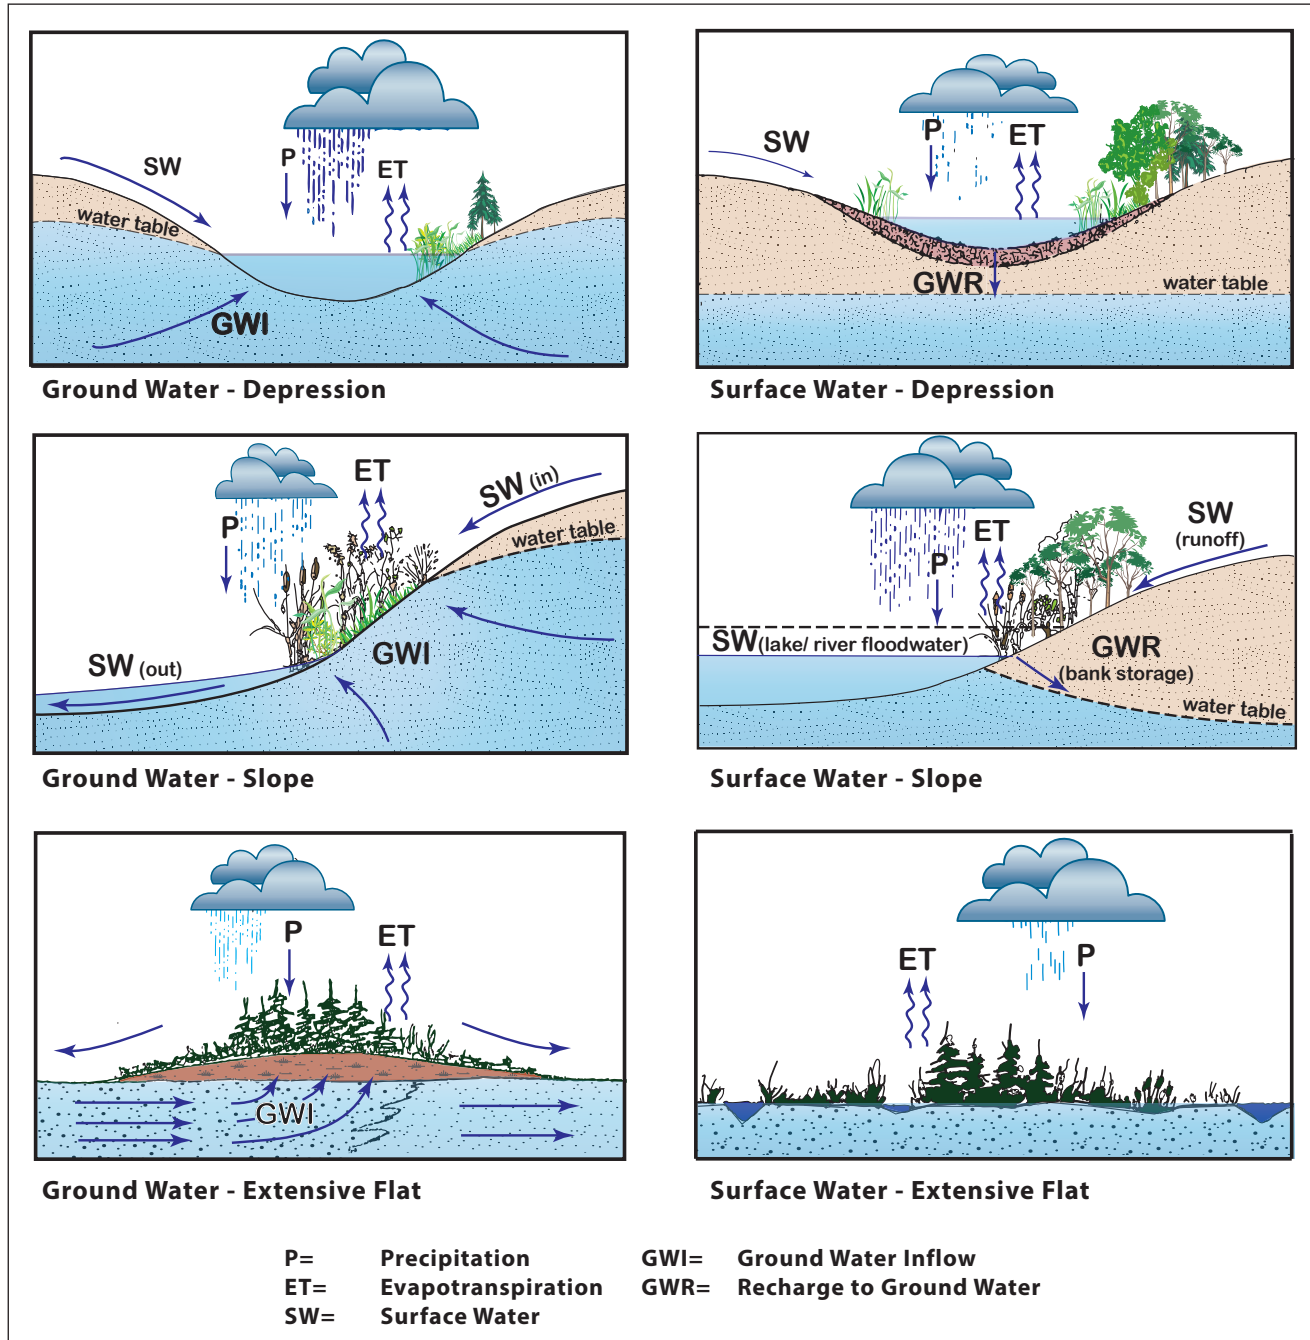 SW
P
ET
water table
GWI
Ground Water - Depression
SW
P
ET
GWR
water table
Surface Water - Depression
ET
SW (in)
P
water table
GWI
SW (out)
Ground Water - Slope
ET
SW
(runoff)
P
SW(lake/ river floodwater)
GWR
(bank storage)
water table
Surface Water - Slope
P
ET
GWI
Ground Water - Extensive Flat
ET
P
Surface Water - Extensive Flat
P= Precipitation GWI= Ground Water Inflow
ET= Evapotranspiration GWR= Recharge to Ground Water
SW= Surface Water